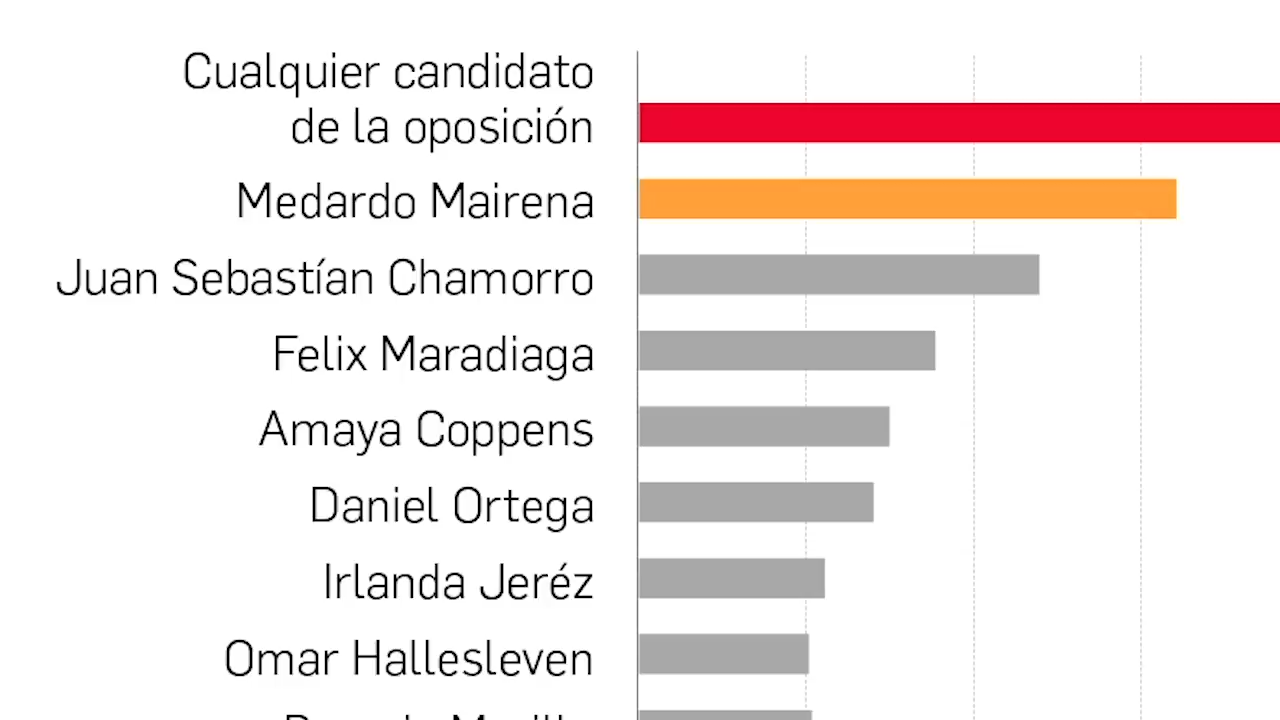 Cualquier candidato
de la oposición
Medardo Mairena
Juan Sebastían Chamorro
Felix Maradiaga
Amaya Coppens
Daniel Ortega
Irlanda Jeréz
Omar Hallesleven